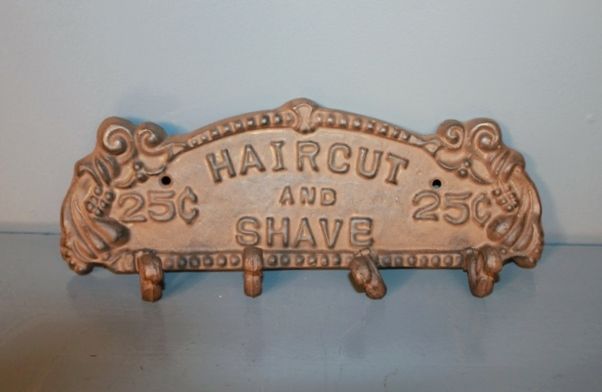 HAIRCUT
AND
25¢ 25¢
SHAVE